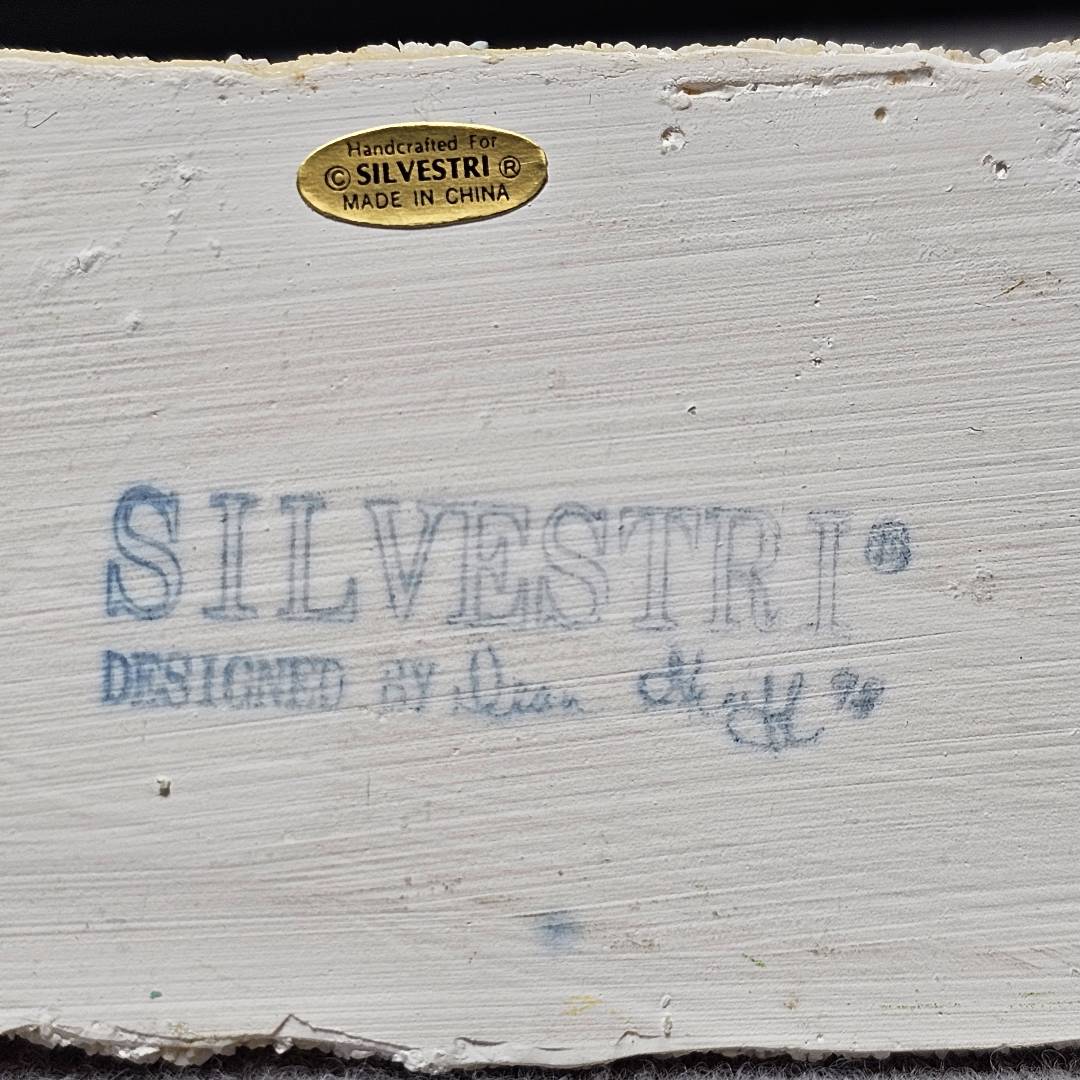 Handcrafted For
© SILVESTRI ®
MADE IN CHINA
SILVESTRI®
DESIGNED BY